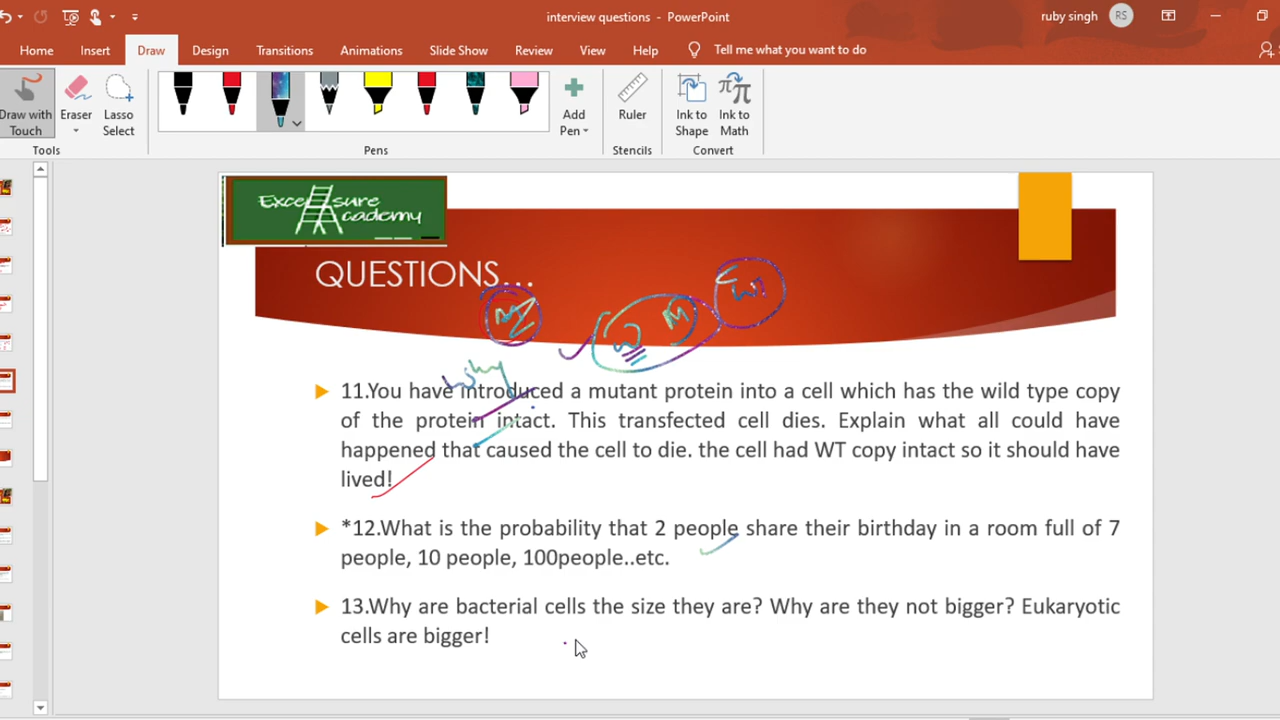 interview questions - PowerPoint
ruby singh
RS
Home Insert Draw Design Transitions Animations Slide Show Review View Help Tell me what you want to do
Draw with Touch
Eraser
Lasso Select
Add Pen
Ruler
Ink to Shape
Ink to Math
Tools
Pens
Stencils
Convert
Excel sure
Academy
QUESTIONS...
WT
W M
M
why
11.You have introduced a mutant protein into a cell which has the wild type copy
of the protein intact. This transfected cell dies. Explain what all could have
happened that caused the cell to die. the cell had WT copy intact so it should have
lived!
*12.What is the probability that 2 people share their birthday in a room full of 7
people, 10 people, 100people..etc.
13.Why are bacterial cells the size they are? Why are they not bigger? Eukaryotic
cells are bigger!